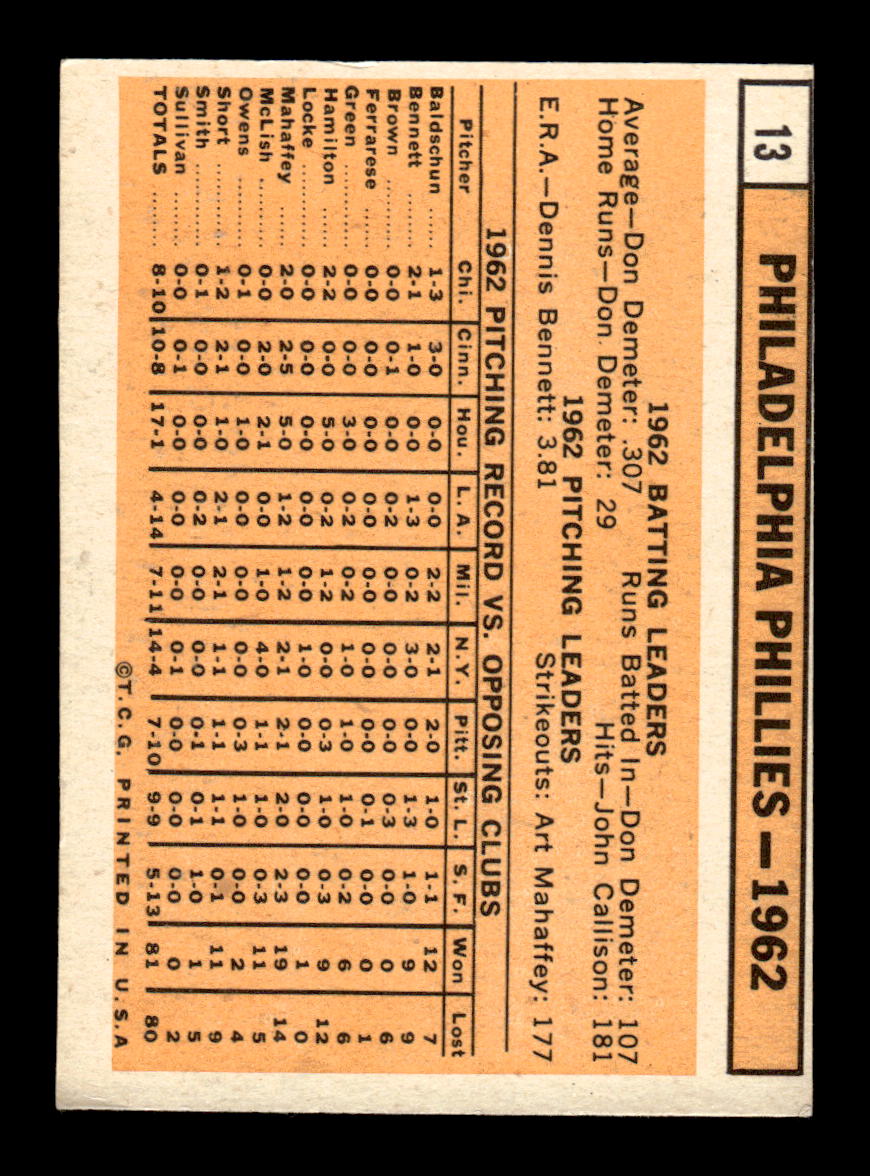 13 PHILADELPHIA PHILLIES — 1962
1962 BATTING LEADERS
Average—Don Demeter: .307 Runs Batted In—Don Demeter: 107
Home Runs—Don Demeter: 29 Hits—John Callison: 181
1962 PITCHING LEADERS
E.R.A.—Dennis Bennett: 3.81 Strikeouts: Art Mahaffey: 177
1962 PITCHING RECORD VS. OPPOSING CLUBS
Pitcher Chi. Cinn. Hou. L. A. Mil. N.Y. Pitt. St. L. S. F. Won Lost
Baldschun ...... 1-3 3-0 0-0 0-0 2-2 2-1 2-0 1-0 1-1 12 7
Bennett ........ 2-1 1-0 0-0 1-3 0-2 3-0 0-0 1-3 1-0 9 9
Brown .......... 0-0 0-1 0-0 0-2 0-0 0-0 0-0 0-3 0-0 0 6
Ferrarese ...... 0-0 0-0 0-0 0-0 0-0 0-0 0-0 0-1 0-0 0 1
Green .......... 0-0 0-0 3-0 0-2 0-2 1-0 1-0 1-0 0-2 6 6
Hamilton ...... 2-2 0-0 5-0 0-2 1-2 0-0 0-3 1-0 0-3 9 12
Locke .......... 0-0 0-0 0-0 0-0 0-0 1-0 0-0 0-0 0-0 1 0
Mahaffey ...... 2-0 2-5 5-0 1-2 1-2 2-1 2-1 2-0 2-3 19 14
McLish .......... 0-0 2-0 2-1 0-0 1-0 4-0 1-1 1-0 0-3 11 5
Owens .......... 0-1 0-0 1-0 0-0 0-0 0-0 0-3 1-0 0-0 2 4
Short .......... 1-2 2-1 1-0 2-1 2-1 1-1 1-1 1-1 0-1 11 9
Smith .......... 0-1 0-0 0-0 0-2 0-0 0-0 0-1 0-1 1-0 1 5
Sullivan ........ 0-0 0-1 0-0 0-0 0-0 0-1 0-0 0-0 0-0 0 2
TOTALS ........ 8-10 10-8 17-1 4-14 7-11 14-4 7-10 9-9 5-13 81 80
©T.C.G. PRINTED IN U.S.A